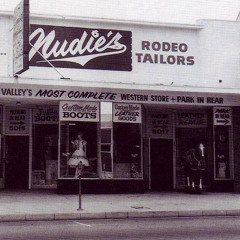 Nudie's
RODEO
TAILORS
VALLEY'S MOST COMPLETE WESTERN STORE + PARK IN REAR
Custom Made
BOOTS
Custom Made
LEATHER
GOODS